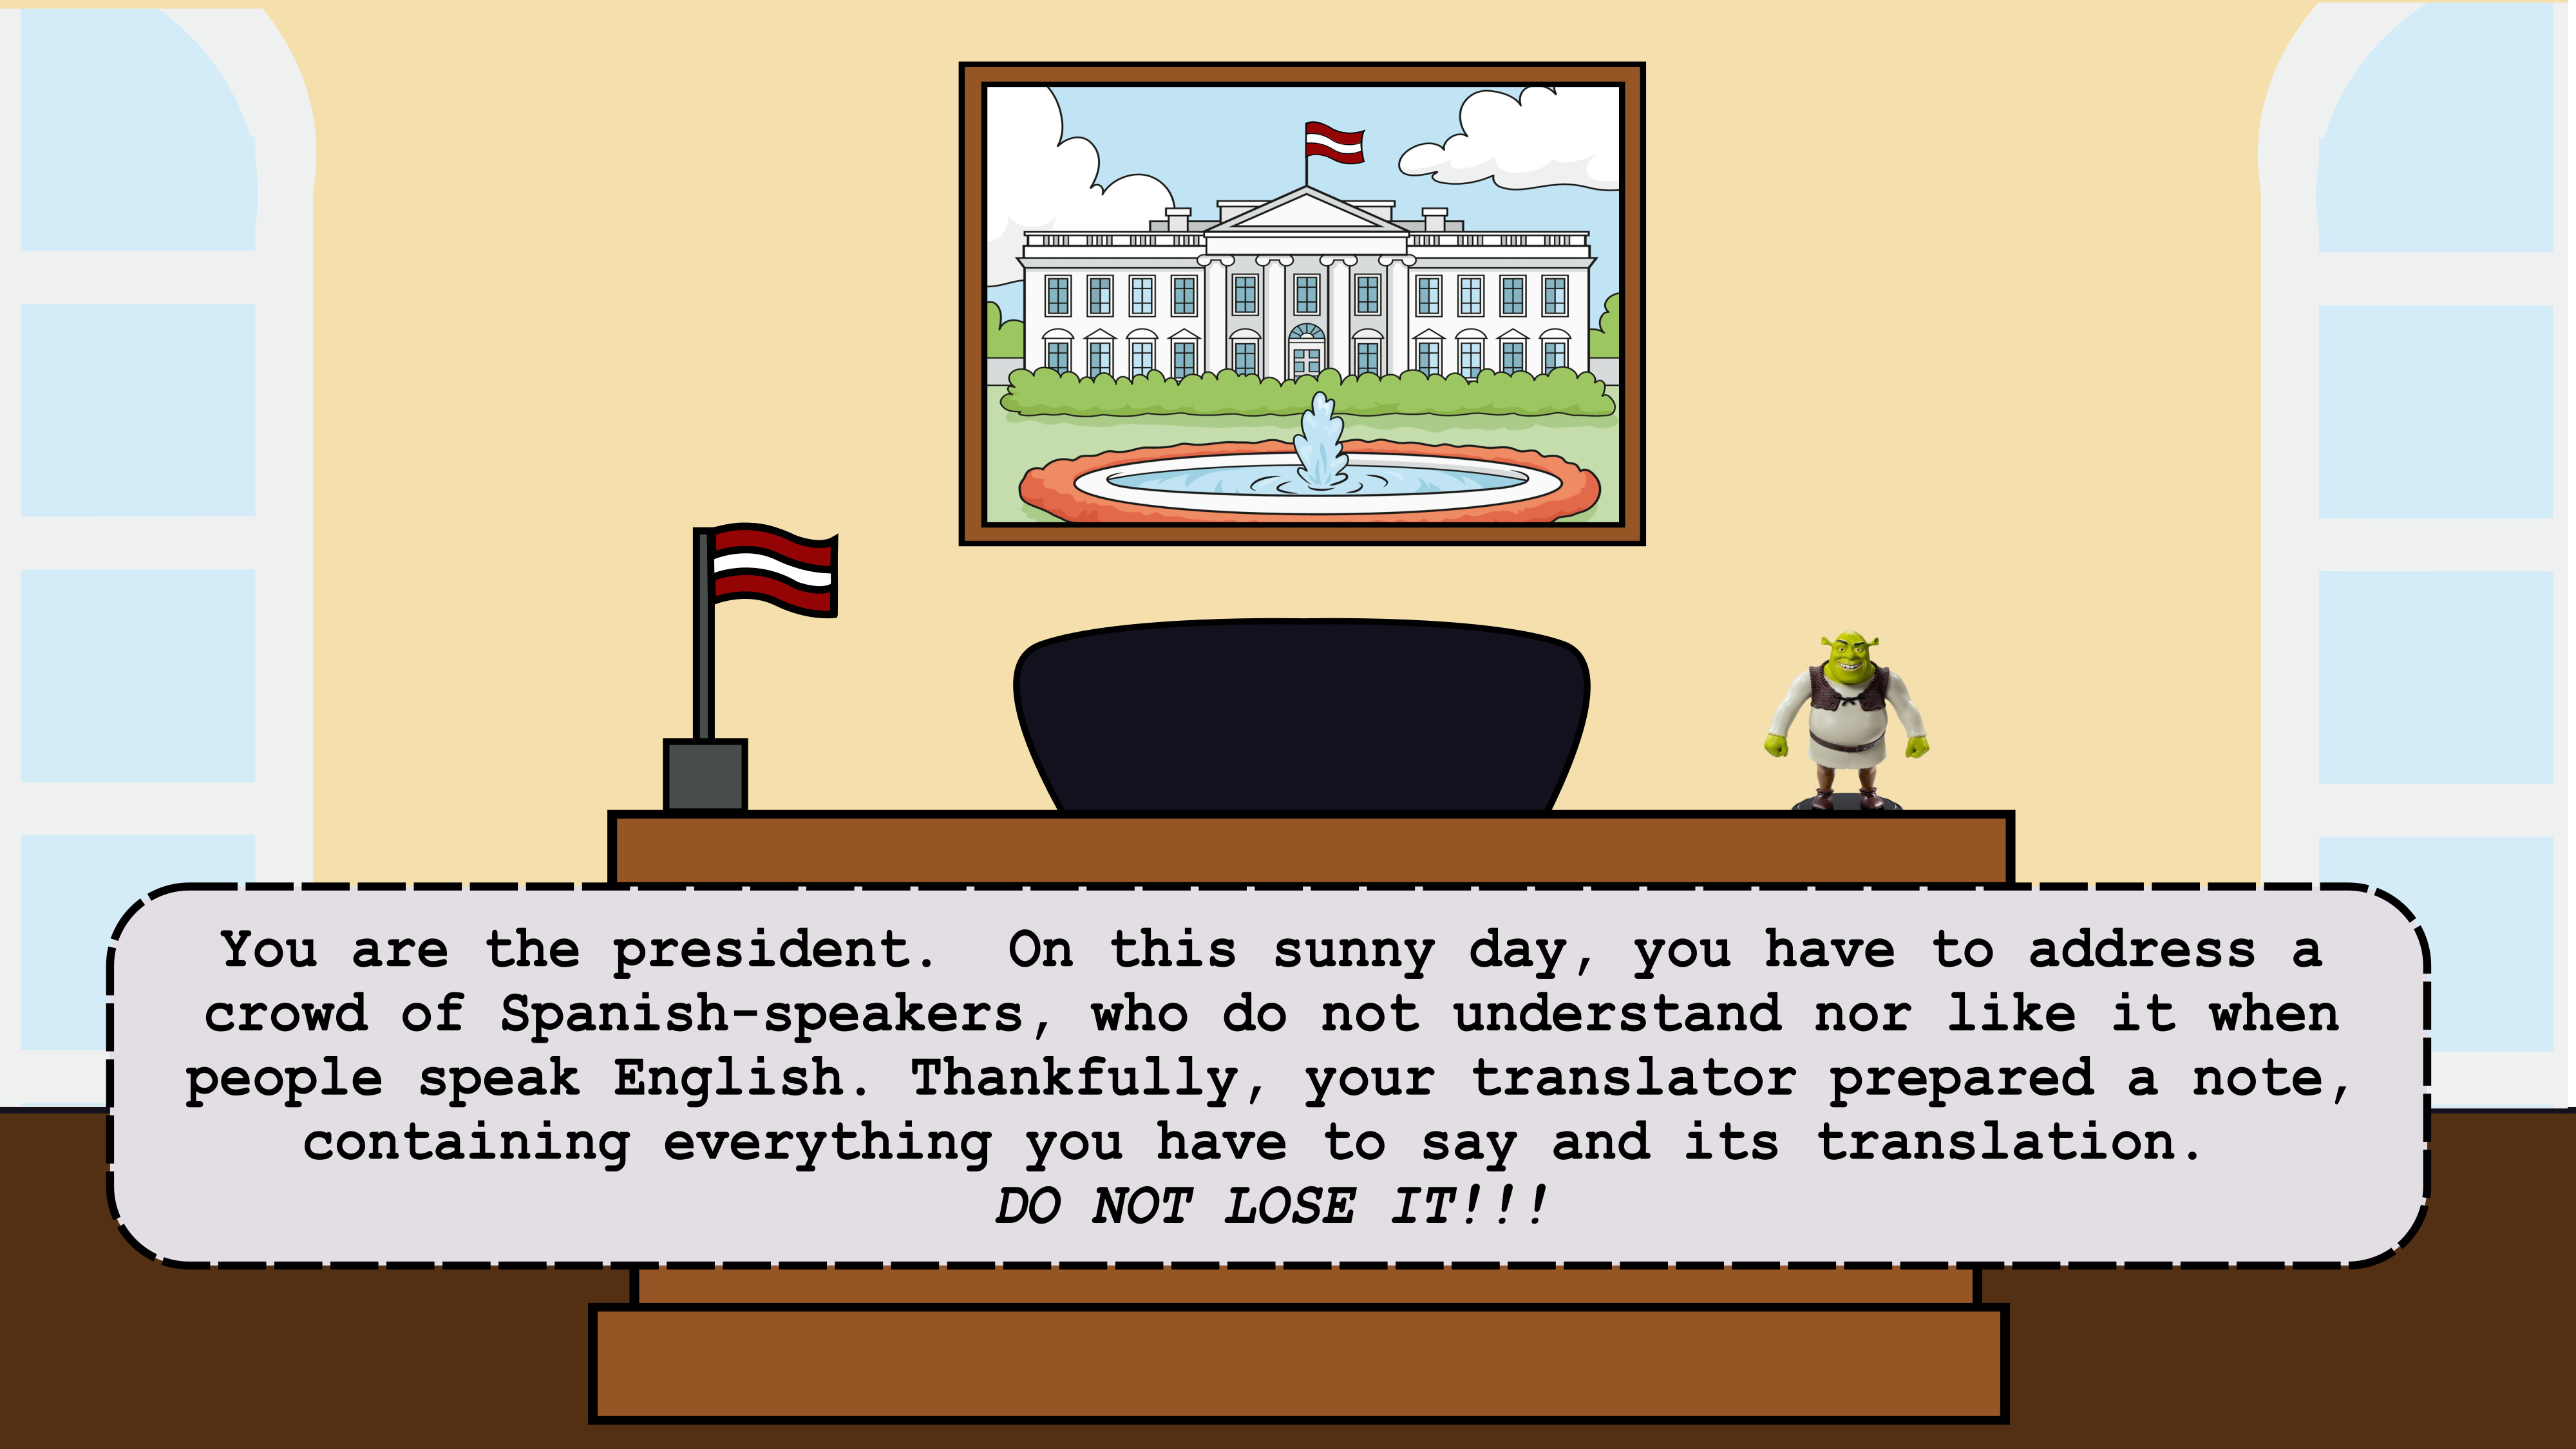 You are the president.  On this sunny day, you have to address a
crowd of Spanish-speakers, who do not understand nor like it when
people speak English. Thankfully, your translator prepared a note,
containing everything you have to say and its translation.
DO NOT LOSE IT!!!